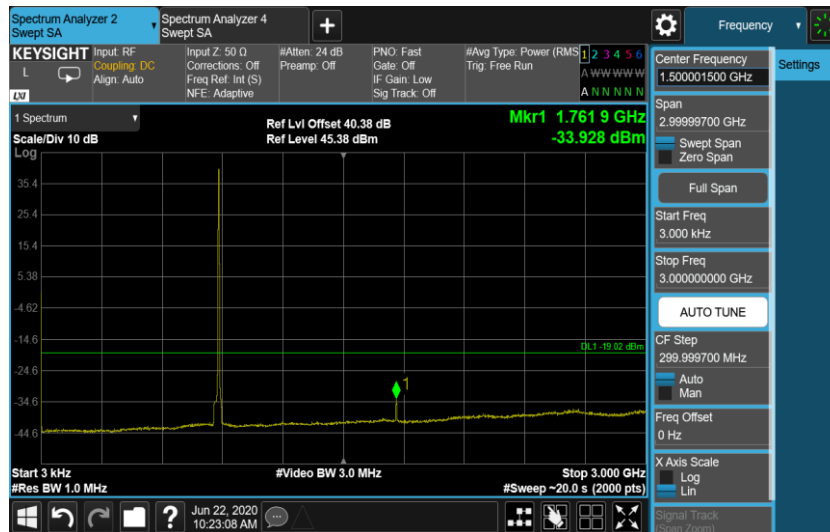 Spectrum Analyzer 2
Swept SA
Spectrum Analyzer 4
Swept SA
+
Frequency
KEYSIGHT
L
LXI
Input: RF
Coupling: DC
Align: Auto
Input Z: 50 Ω
Corrections: Off
Freq Ref: Int (S)
NFE: Adaptive
#Atten: 24 dB
Preamp: Off
PNO: Fast
Gate: Off
IF Gain: Low
Sig Track: Off
#Avg Type: Power (RMS
Trig: Free Run
1 2 3 4 5 6
A W W W W W
A N N N N N
1 Spectrum
Scale/Div 10 dB
Log
Ref Lvl Offset 40.38 dB
Ref Level 45.38 dBm
Mkr1 1.761 9 GHz
-33.928 dBm
35.4
25.4
15.4
5.38
-4.62
-14.6
-24.6
-34.6
-44.6
DL1 -19.02 dBm
1
Start 3 kHz
#Res BW 1.0 MHz
#Video BW 3.0 MHz
Stop 3.000 GHz
#Sweep ~20.0 s (2000 pts)
Center Frequency
1.500001500 GHz
Span
2.99999700 GHz
Swept Span
Zero Span
Full Span
Start Freq
3.000 kHz
Stop Freq
3.000000000 GHz
AUTO TUNE
CF Step
299.999700 MHz
Auto
Man
Freq Offset
0 Hz
X Axis Scale
Log
Lin
Signal Track
(Span Zoom)
Settings
?
Jun 22, 2020
10:23:08 AM